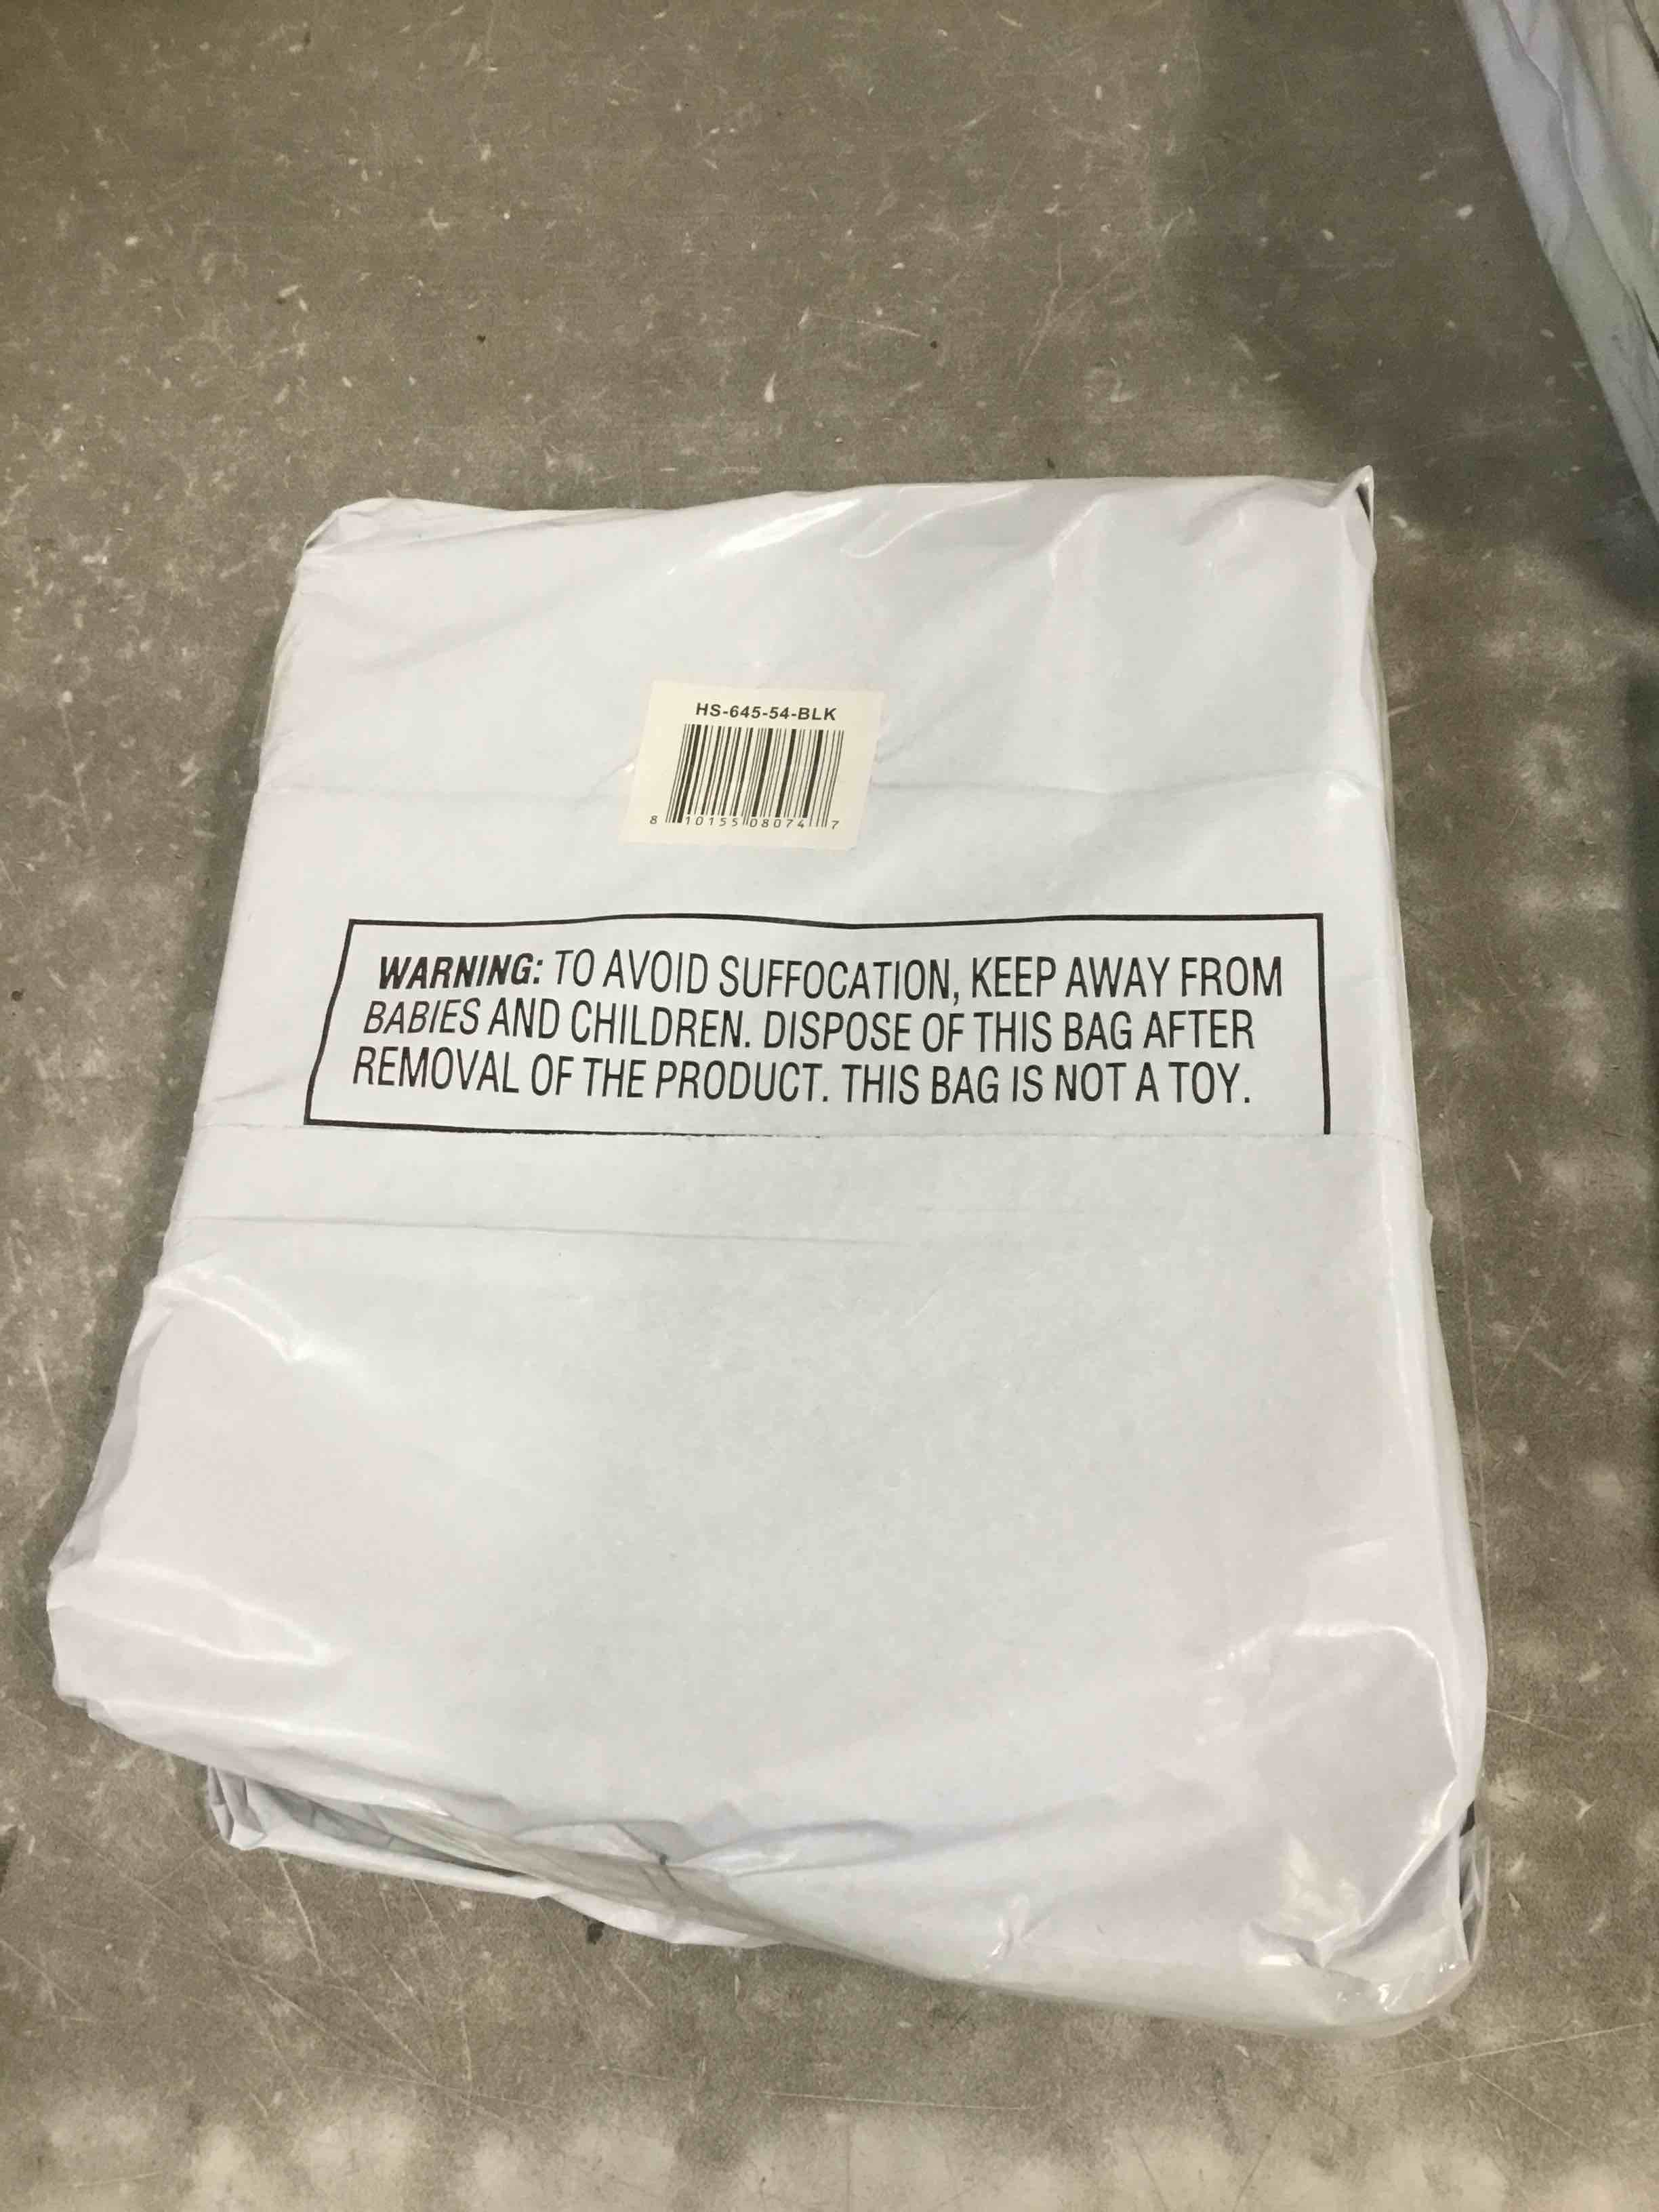 HS-645-54-BLK
8 10155 08074 7
WARNING: TO AVOID SUFFOCATION, KEEP AWAY FROM
BABIES AND CHILDREN. DISPOSE OF THIS BAG AFTER
REMOVAL OF THE PRODUCT. THIS BAG IS NOT A TOY.